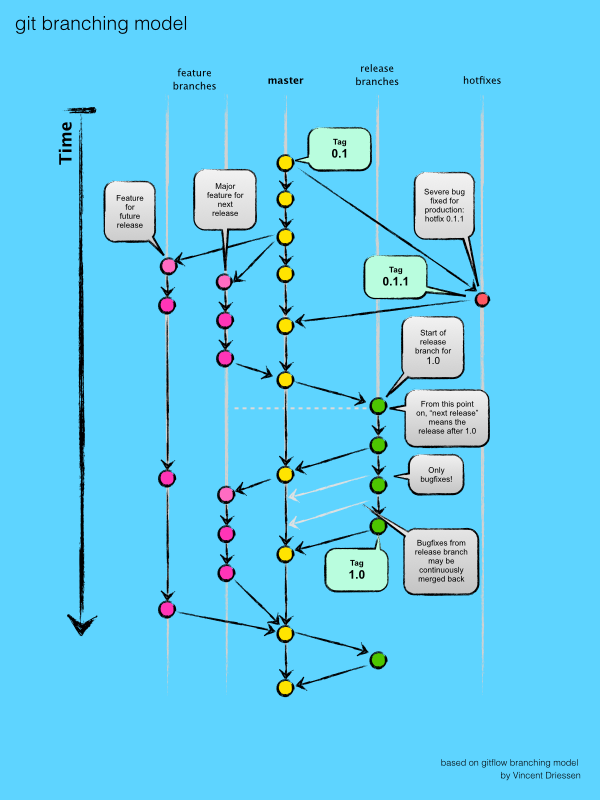 git branching model
feature
branches
master
release
branches
hotfixes
Time
Tag
0.1
Feature
for
future
release
Major
feature for
next
release
Severe bug
fixed for
production:
hotfix 0.1.1
Tag
0.1.1
Start of
release
branch for
1.0
From this point
on, “next release”
means the
release after 1.0
Only
bugfixes!
Tag
1.0
Bugfixes from
release branch
may be
continuously
merged back
based on gitflow branching model
by Vincent Driessen